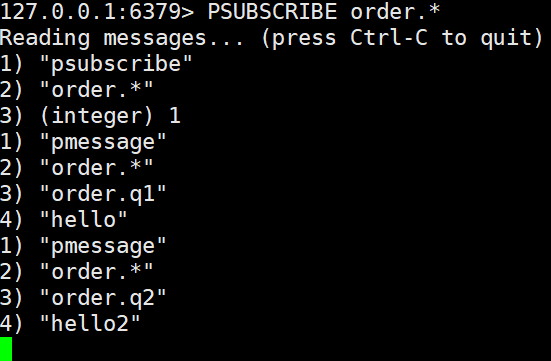 127.0.0.1:6379> PSUBSCRIBE order.*
Reading messages... (press Ctrl-C to quit)
1) "psubscribe"
2) "order.*"
3) (integer) 1
1) "pmessage"
2) "order.*"
3) "order.q1"
4) "hello"
1) "pmessage"
2) "order.*"
3) "order.q2"
4) "hello2"